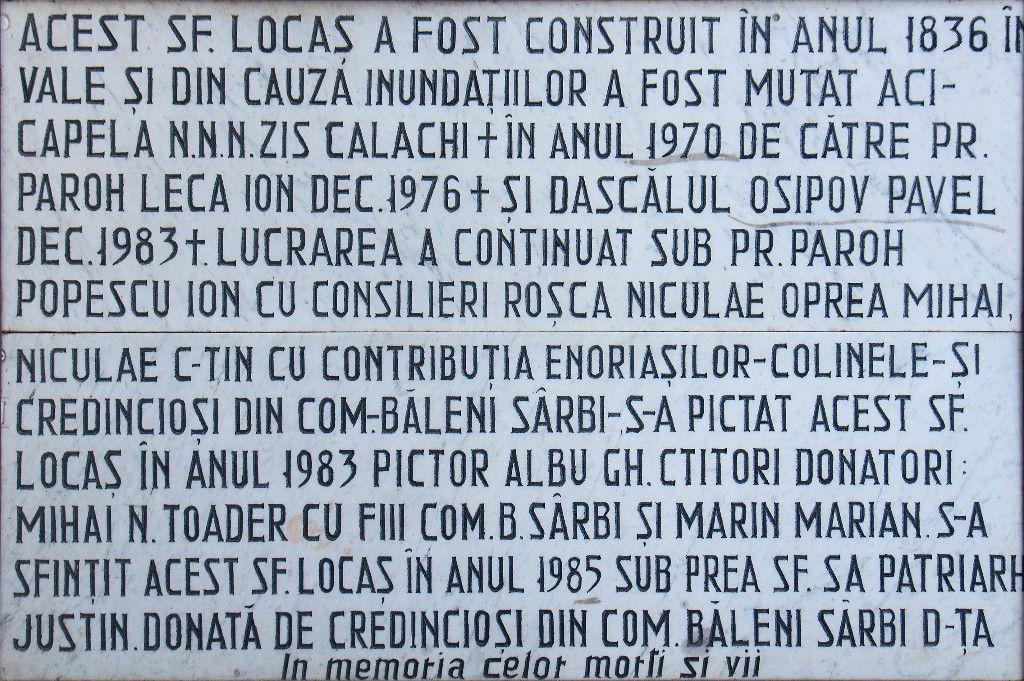 ACEST SF. LOCAȘ A FOST CONSTRUIT ÎN ANUL 1836 ÎN
VALE ȘI DIN CAUZĂ INUNDAȚIILOR A FOST MUTAT ACI-
CAPELA N.N.N. ZIS CALACHI † ÎN ANUL 1970 DE CĂTRE PR.
PAROH LECA ION DEC. 1976 † ȘI DASCĂLUL OSIPOV PAVEL
DEC. 1983 †. LUCRAREA A CONTINUAT SUB PR. PAROH
POPESCU ION CU CONSILIERI ROȘCA NICULAE OPREA MIHAI,
NICULAE C-TIN CU CONTRIBUȚIA ENORIAȘILOR-COLINELE-ȘI
CREDINCIOȘI DIN COM-BĂLENI SÂRBI-S-A PICTAT ACEST SF.
LOCAȘ ÎN ANUL 1983 PICTOR ALBU GH. CTITORI DONATORI:
MIHAI N. TOADER CU FIII COM. B. SÂRBI ȘI MARIN MARIAN. S-A
SFINȚIT ACEST SF. LOCAȘ ÎN ANUL 1985 SUB PREA SF. SA PATRIARH
JUSTIN. DONATĂ DE CREDINCIOȘI DIN COM. BĂLENI SÂRBI D-ȚA
In memoria celor morți și vii